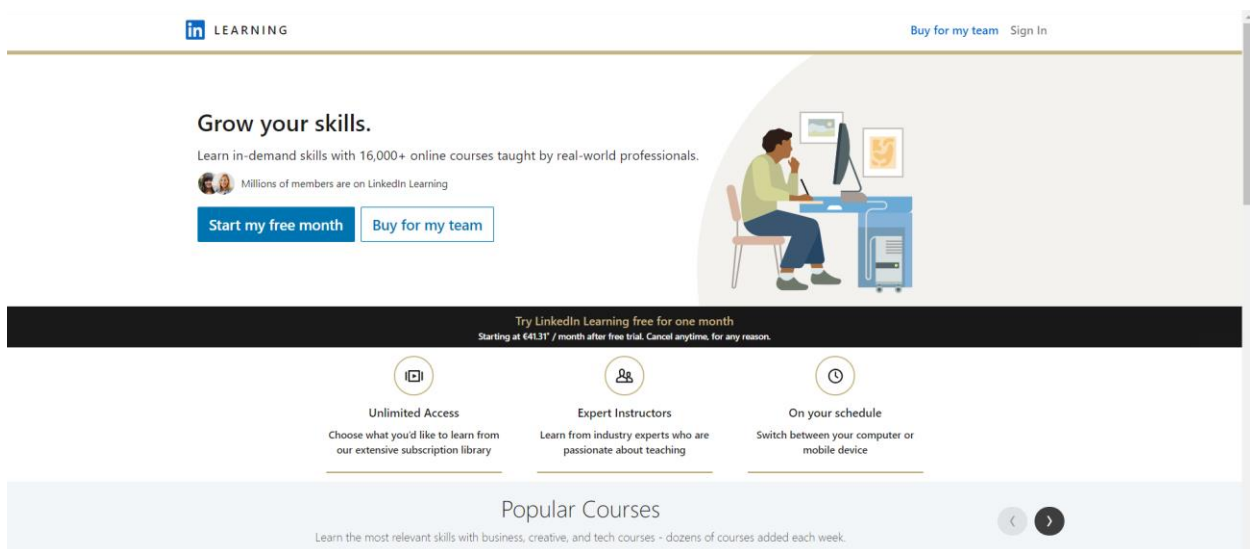 in LEARNING
Buy for my team Sign In
Grow your skills.
Learn in-demand skills with 16,000+ online courses taught by real-world professionals.
Millions of members are on LinkedIn Learning
Start my free month Buy for my team
Try LinkedIn Learning free for one month
Starting at €41.31* / month after free trial. Cancel anytime, for any reason.
Unlimited Access
Choose what you'd like to learn from
our extensive subscription library
Expert Instructors
Learn from industry experts who are
passionate about teaching
On your schedule
Switch between your computer or
mobile device
Popular Courses
Learn the most relevant skills with business, creative, and tech courses - dozens of courses added each week.